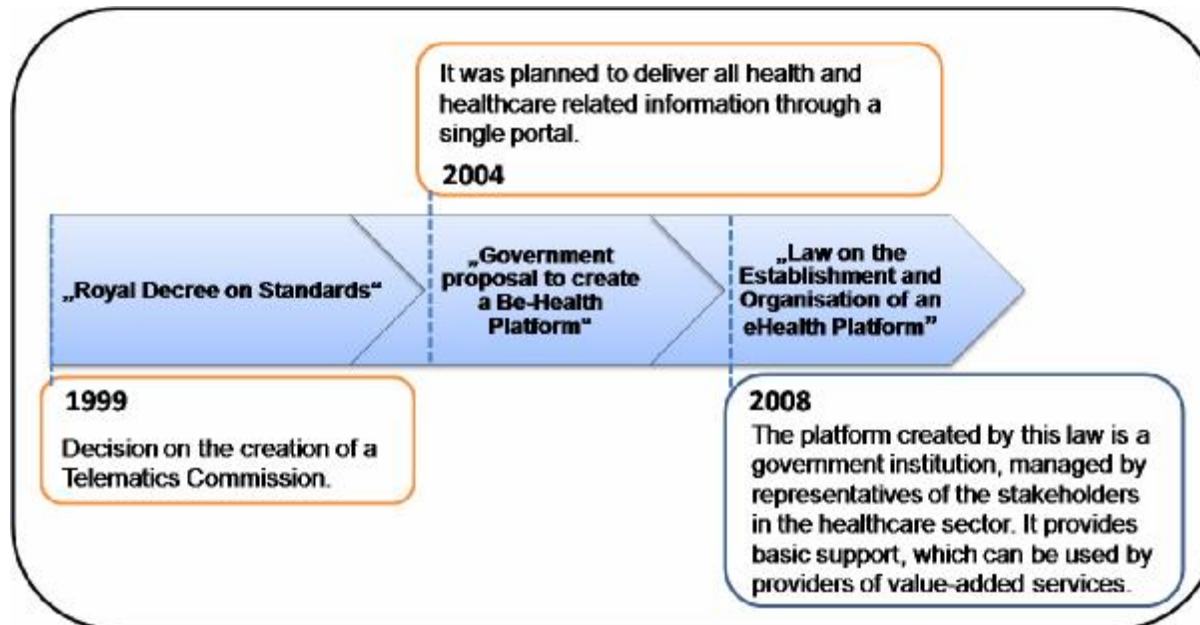 It was planned to deliver all health and
healthcare related information through a
single portal.
2004
„Royal Decree on Standards“
„Government
proposal to create
a Be-Health
Platform“
„Law on the
Establishment and
Organisation of an
eHealth Platform”
1999
Decision on the creation of a
Telematics Commission.
2008
The platform created by this law is a
government institution, managed by
representatives of the stakeholders
in the healthcare sector. It provides
basic support, which can be used by
providers of value-added services.